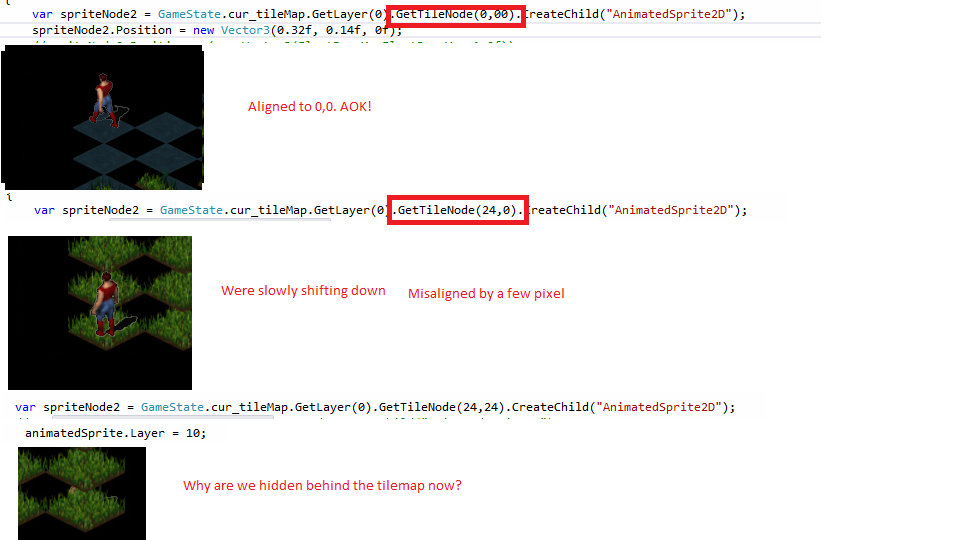 {
var spriteNode2 = GameState.cur_tileMap.GetLayer(0).GetTileNode(0,00).CreateChild("AnimatedSprite2D");
spriteNode2.Position = new Vector3(0.32f, 0.14f, 0f);
Aligned to 0,0. AOK!
{
var spriteNode2 = GameState.cur_tileMap.GetLayer(0).GetTileNode(24,0).CreateChild("AnimatedSprite2D");
Were slowly shifting down
Misaligned by a few pixel
var spriteNode2 = GameState.cur_tileMap.GetLayer(0).GetTileNode(24,24).CreateChild("AnimatedSprite2D");
animatedSprite.Layer = 10;
Why are we hidden behind the tilemap now?